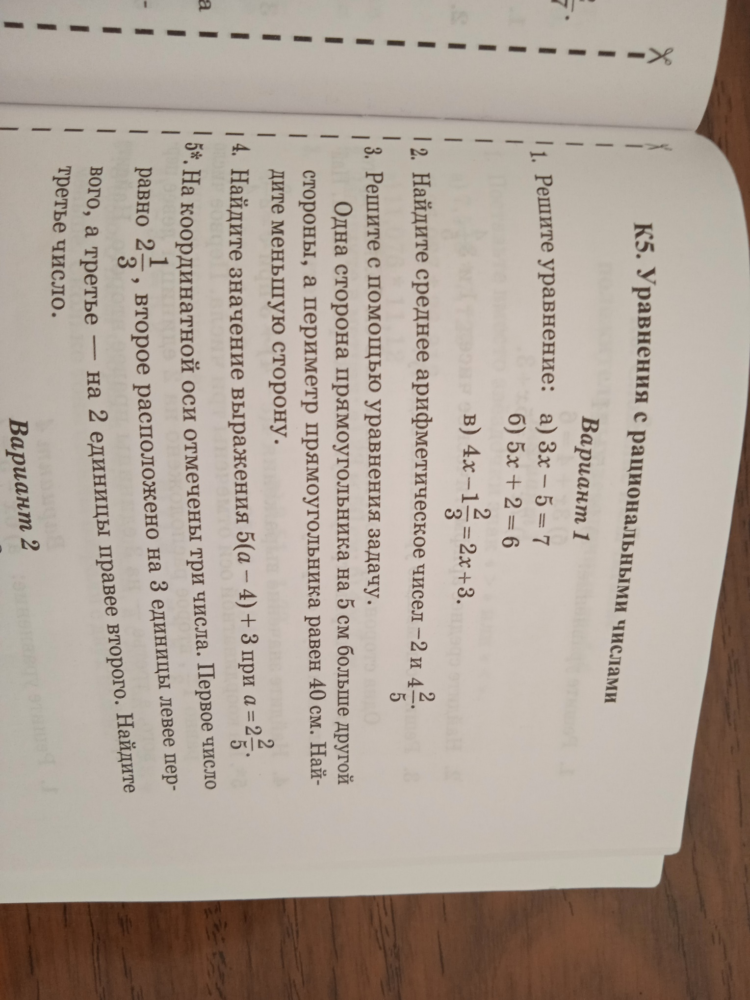 К5. Уравнения с рациональными числами
Вариант 1
1. Решите уравнение: а) 3x − 5 = 7
б) 5x + 2 = 6
в) 4x − 1 2/3 = 2x + 3.
2. Найдите среднее арифметическое чисел −2 и 4 2/5.
3. Решите с помощью уравнения задачу.
Одна сторона прямоугольника на 5 см больше другой
стороны, а периметр прямоугольника равен 40 см. Най-
дите меньшую сторону.
4. Найдите значение выражения 5(a − 4) + 3 при a = 2 2/5.
5*. На координатной оси отмечены три числа. Первое число
равно 2 1/3, второе расположено на 3 единицы левее пер-
вого, а третье — на 2 единицы правее второго. Найдите
третье число.
Вариант 2